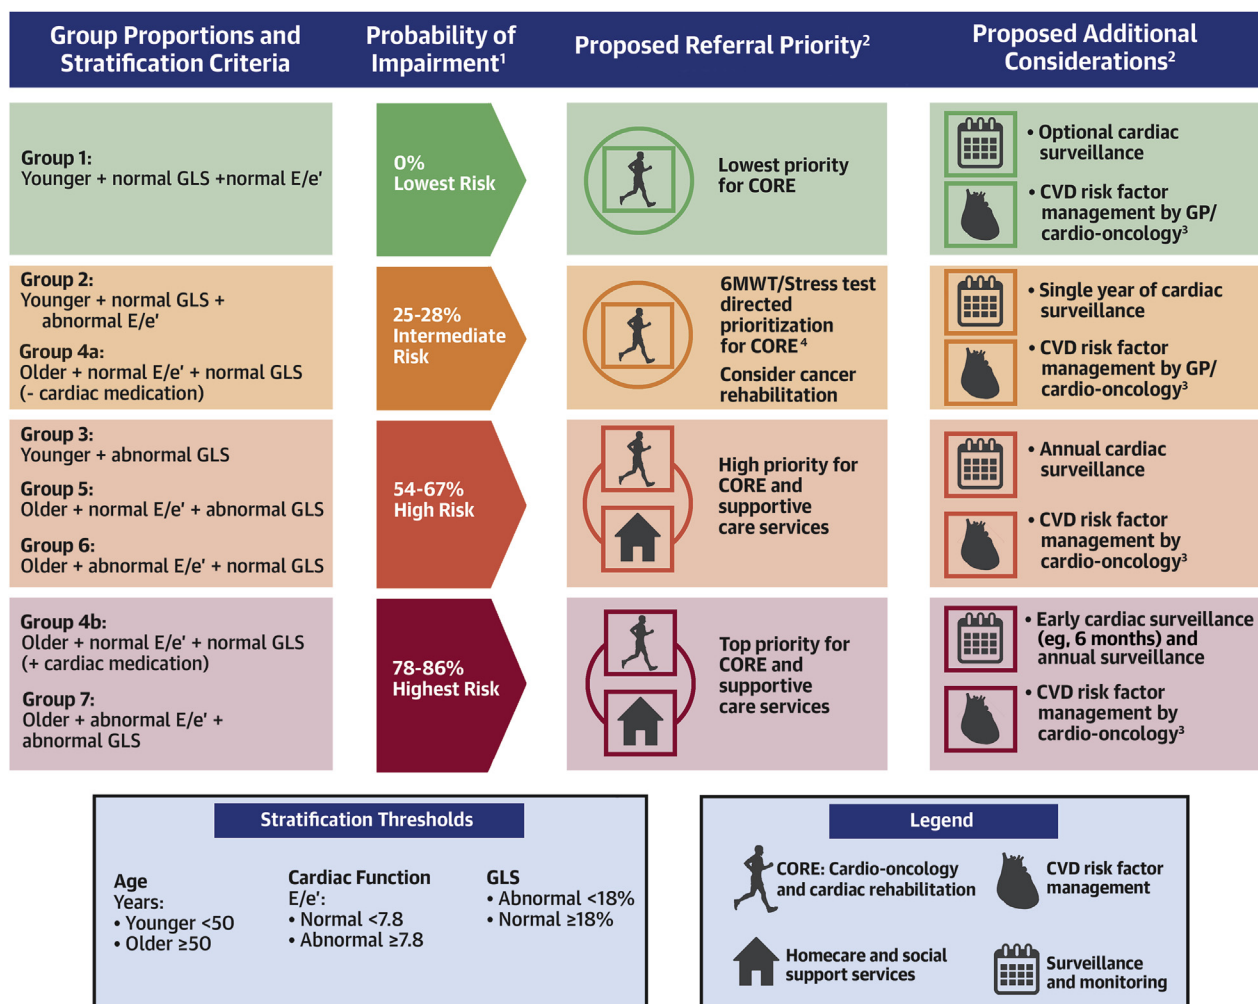 Group Proportions and
Stratification Criteria
Probability of
Impairment¹
Proposed Referral Priority²
Proposed Additional
Considerations²
Group 1:
Younger + normal GLS +normal E/e′
0%
Lowest Risk
Lowest priority
for CORE
• Optional cardiac
surveillance
• CVD risk factor
management by GP/
cardio-oncology³
Group 2:
Younger + normal GLS +
abnormal E/e′
Group 4a:
Older + normal E/e′ + normal GLS
(- cardiac medication)
25-28%
Intermediate
Risk
6MWT/Stress test
directed
prioritization
for CORE⁴
Consider cancer
rehabilitation
• Single year of cardiac
surveillance
• CVD risk factor
management by GP/
cardio-oncology³
Group 3:
Younger + abnormal GLS
Group 5:
Older + normal E/e′ + abnormal GLS
Group 6:
Older + abnormal E/e′ + normal GLS
54-67%
High Risk
High priority for
CORE and
supportive
care services
• Annual cardiac
surveillance
• CVD risk factor
management by
cardio-oncology³
Group 4b:
Older + normal E/e′ + normal GLS
(+ cardiac medication)
Group 7:
Older + abnormal E/e′ +
abnormal GLS
78-86%
Highest Risk
Top priority for
CORE and
supportive
care services
• Early cardiac surveillance
(eg, 6 months) and
annual surveillance
• CVD risk factor
management by
cardio-oncology³
Stratification Thresholds
Age
Years:
• Younger <50
• Older ≥50
Cardiac Function
E/e′:
• Normal <7.8
• Abnormal ≥7.8
GLS
• Abnormal <18%
• Normal ≥18%
Legend
CORE: Cardio-oncology
and cardiac rehabilitation
CVD risk factor
management
Homecare and social
support services
Surveillance
and monitoring